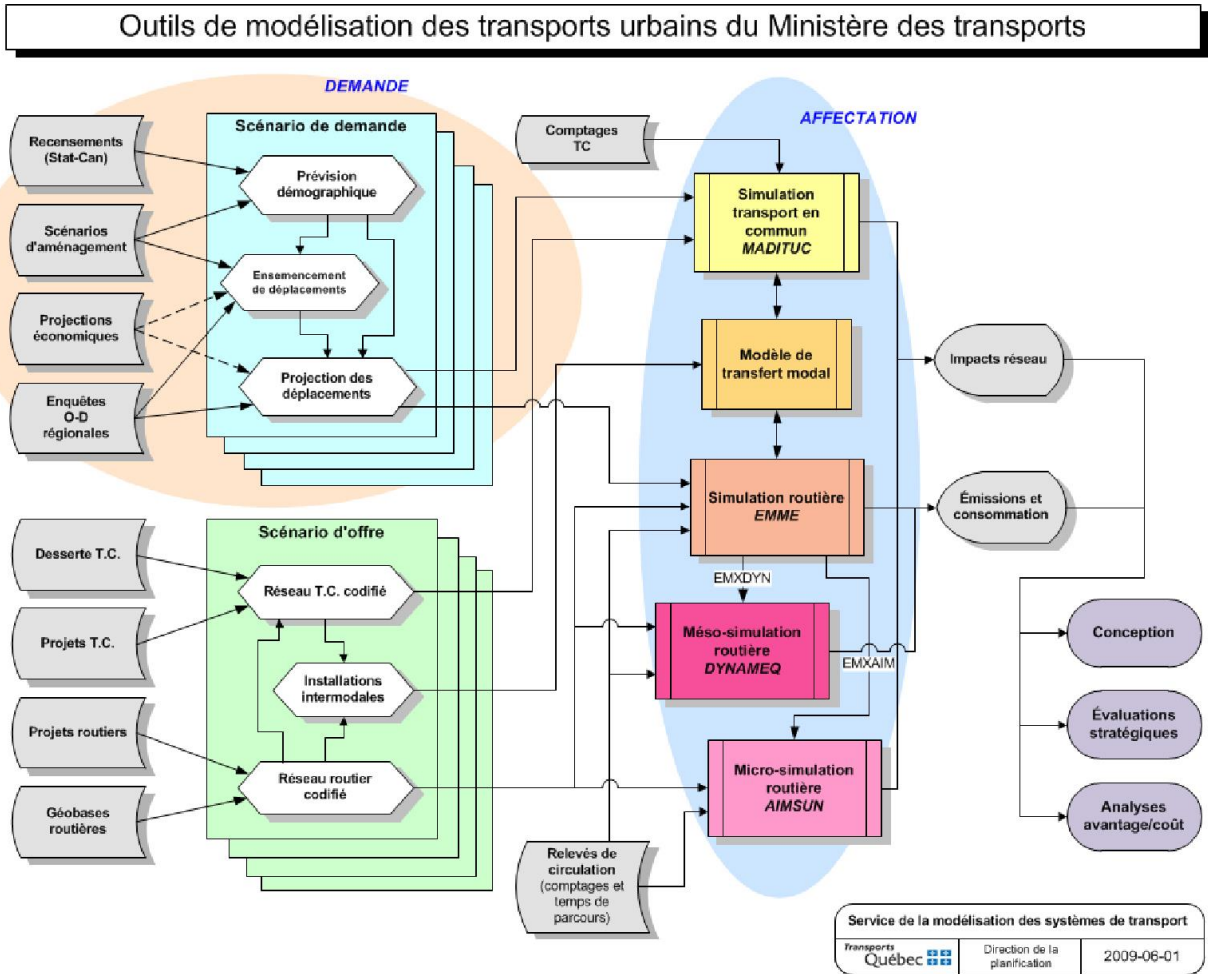 Outils de modélisation des transports urbains du Ministère des transports
DEMANDE
Recensements
(Stat-Can)
Scénarios
d'aménagement
Projections
économiques
Enquêtes
O-D
régionales
Scénario de demande
Prévision
démographique
Ensemencement
de déplacements
Projection des
déplacements
Desserte T.C.
Projets T.C.
Projets routiers
Géobases
routières
Scénario d'offre
Réseau T.C. codifié
Installations
intermodales
Réseau routier
codifié
Comptages
TC
AFFECTATION
Simulation
transport en
commun
MADITUC
Modèle de
transfert modal
Simulation routière
EMME
EMXDYN
Méso-simulation
routière
DYNAMEQ
EMXAIM
Micro-simulation
routière
AIMSUN
Relevés de
circulation
(comptages et
temps de
parcours)
Impacts réseau
Émissions et
consommation
Conception
Évaluations
stratégiques
Analyses
avantage/coût
Service de la modélisation des systèmes de transport
Transports
Québec
Direction de la
planification
2009-06-01